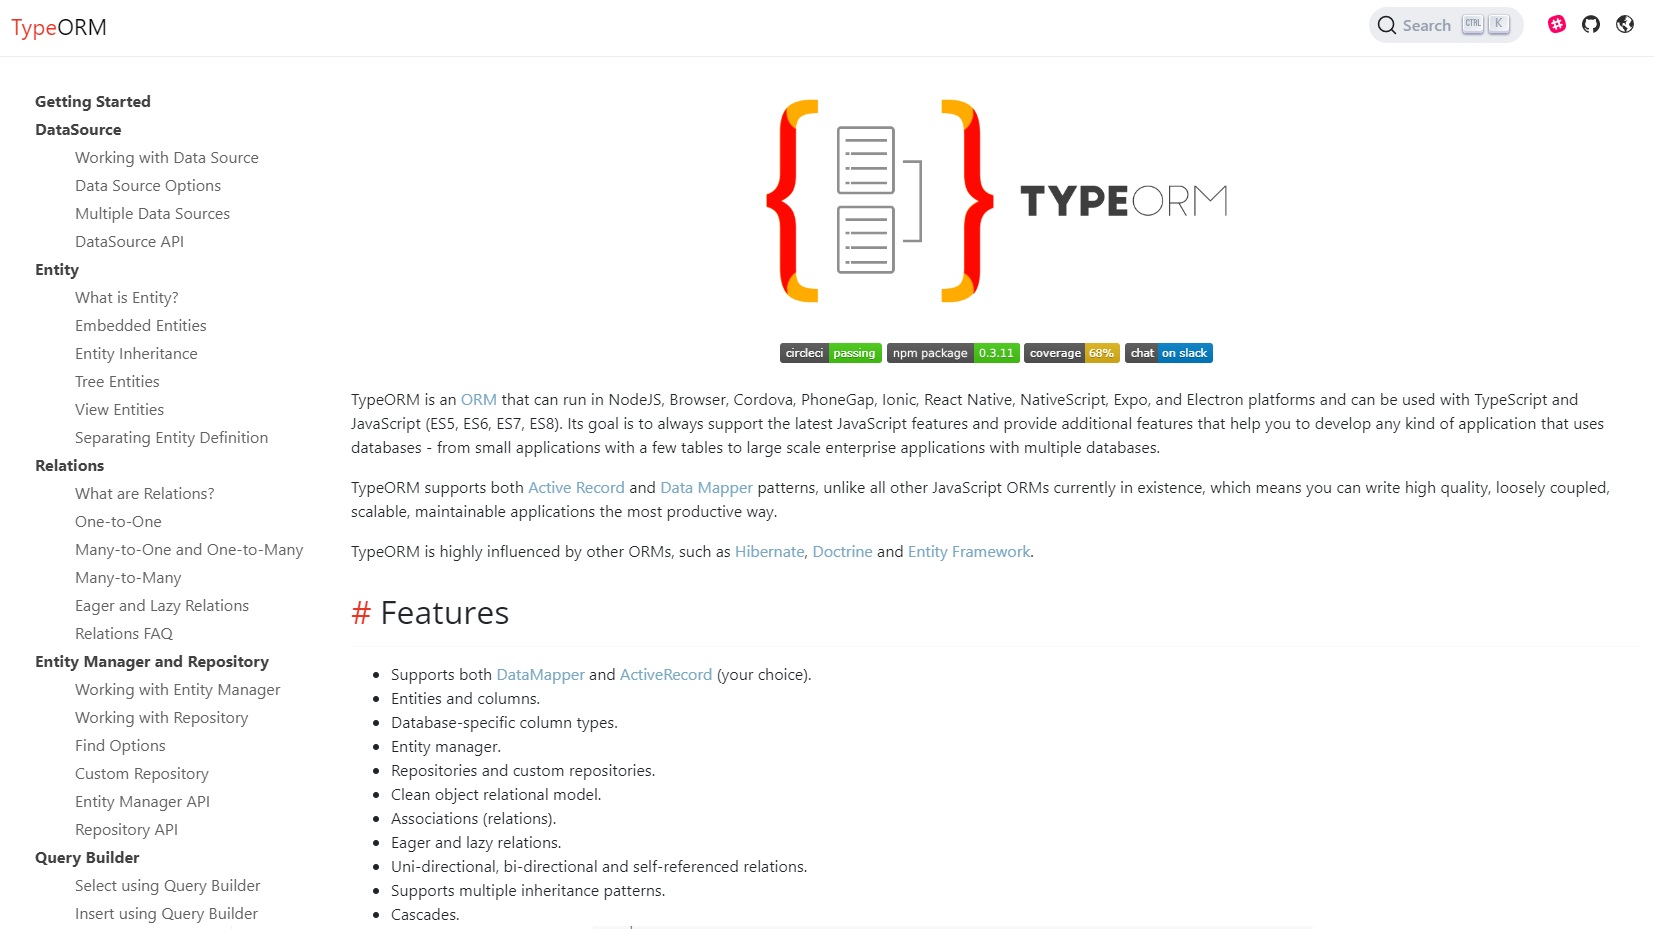 TypeORM
Search CTRL K
Getting Started
DataSource
Working with Data Source
Data Source Options
Multiple Data Sources
DataSource API
Entity
What is Entity?
Embedded Entities
Entity Inheritance
Tree Entities
View Entities
Separating Entity Definition
Relations
What are Relations?
One-to-One
Many-to-One and One-to-Many
Many-to-Many
Eager and Lazy Relations
Relations FAQ
Entity Manager and Repository
Working with Entity Manager
Working with Repository
Find Options
Custom Repository
Entity Manager API
Repository API
Query Builder
Select using Query Builder
Insert using Query Builder
TYPEORM
circleci passing npm package 0.3.11 coverage 68% chat on slack
TypeORM is an ORM that can run in NodeJS, Browser, Cordova, PhoneGap, Ionic, React Native, NativeScript, Expo, and Electron platforms and can be used with TypeScript and
JavaScript (ES5, ES6, ES7, ES8). Its goal is to always support the latest JavaScript features and provide additional features that help you to develop any kind of application that uses
databases - from small applications with a few tables to large scale enterprise applications with multiple databases.
TypeORM supports both Active Record and Data Mapper patterns, unlike all other JavaScript ORMs currently in existence, which means you can write high quality, loosely coupled,
scalable, maintainable applications the most productive way.
TypeORM is highly influenced by other ORMs, such as Hibernate, Doctrine and Entity Framework.
# Features
• Supports both DataMapper and ActiveRecord (your choice).
• Entities and columns.
• Database-specific column types.
• Entity manager.
• Repositories and custom repositories.
• Clean object relational model.
• Associations (relations).
• Eager and lazy relations.
• Uni-directional, bi-directional and self-referenced relations.
• Supports multiple inheritance patterns.
• Cascades.